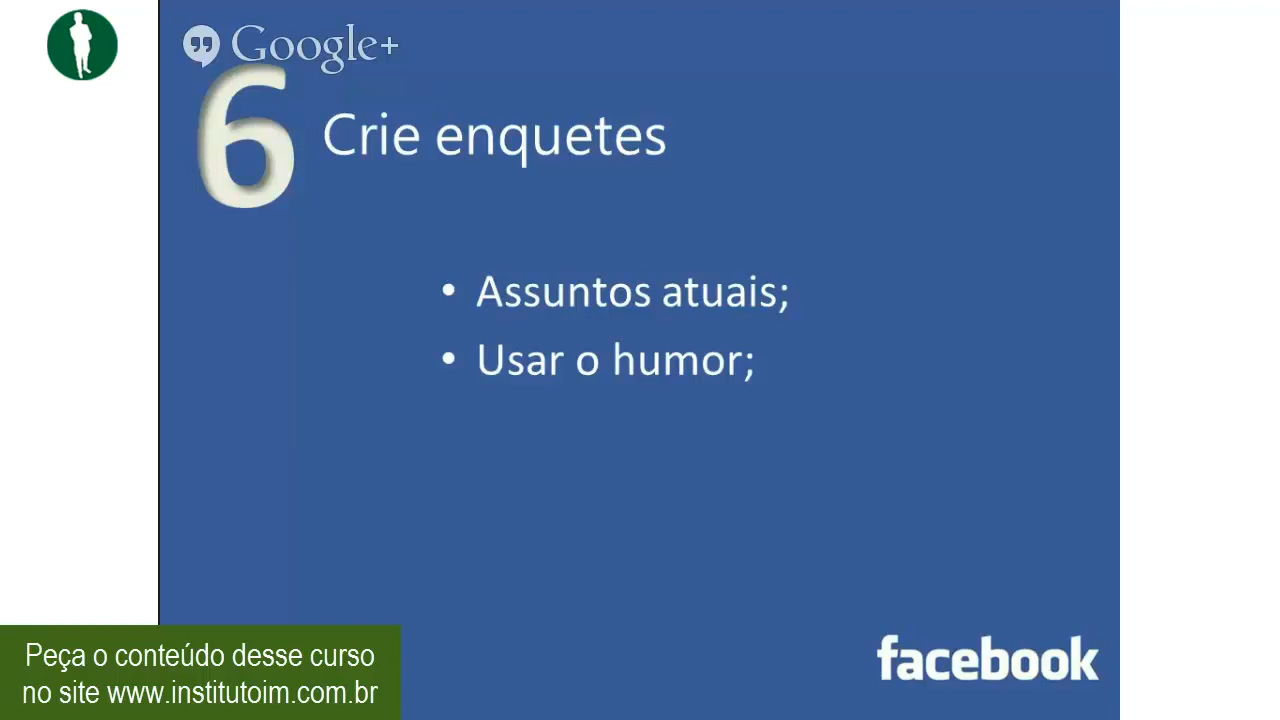 Google+
6
Crie enquetes
• Assuntos atuais;
• Usar o humor;
facebook
Peça o conteúdo desse curso
no site www.institutoim.com.br